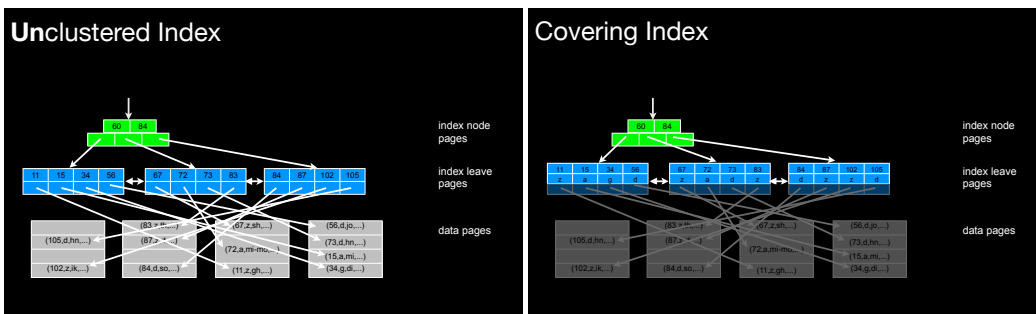 Unclustered Index
60 84
index node
pages
11 15 34 56 67 72 73 83 84 87 102 105
index leave
pages
(83,z,th,...) (67,z,sh,...) (56,d,jo,...)
(105,d,hn,...) (73,d,hn,...)
data pages
(72,a,mi-mo,...)
(15,a,mi,...)
(102,z,ik,...) (84,d,so,...) (11,z,gh,...) (34,g,di,...)
Covering Index
60 84
index node
pages
11 15 34 56 67 72 73 83 84 87 102 105
z a g d z a d z d z z d
index leave
pages
(83,z,th,...) (67,z,sh,...) (56,d,jo,...)
(105,d,hn,...) (73,d,hn,...)
data pages
(72,a,mi-mo,...)
(15,a,mi,...)
(102,z,ik,...) (84,d,so,...) (11,z,gh,...) (34,g,di,...)